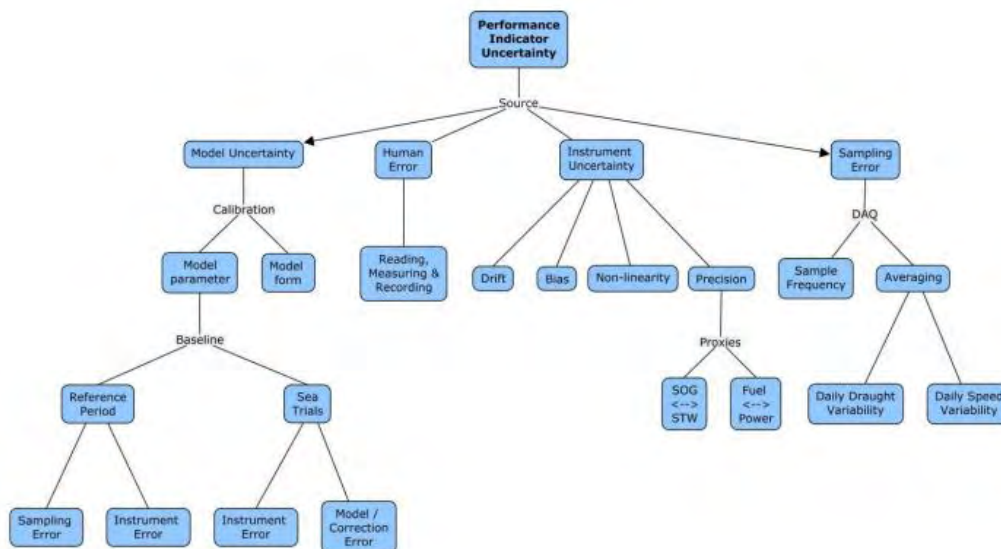 Performance
Indicator
Uncertainty
Source
Model Uncertainty
Human
Error
Instrument
Uncertainty
Sampling
Error
Calibration
DAQ
Model
parameter
Model
form
Reading,
Measuring &
Recording
Drift
Bias
Non-linearity
Precision
Sample
Frequency
Averaging
Baseline
Proxies
Reference
Period
Sea
Trials
SOG
<-->
STW
Fuel
<-->
Power
Daily Draught
Variability
Daily Speed
Variability
Sampling
Error
Instrument
Error
Instrument
Error
Model /
Correction
Error